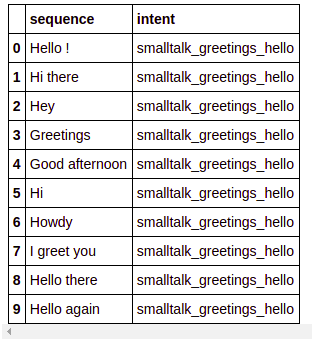 sequence intent
0 Hello ! smalltalk_greetings_hello
1 Hi there smalltalk_greetings_hello
2 Hey smalltalk_greetings_hello
3 Greetings smalltalk_greetings_hello
4 Good afternoon smalltalk_greetings_hello
5 Hi smalltalk_greetings_hello
6 Howdy smalltalk_greetings_hello
7 I greet you smalltalk_greetings_hello
8 Hello there smalltalk_greetings_hello
9 Hello again smalltalk_greetings_hello